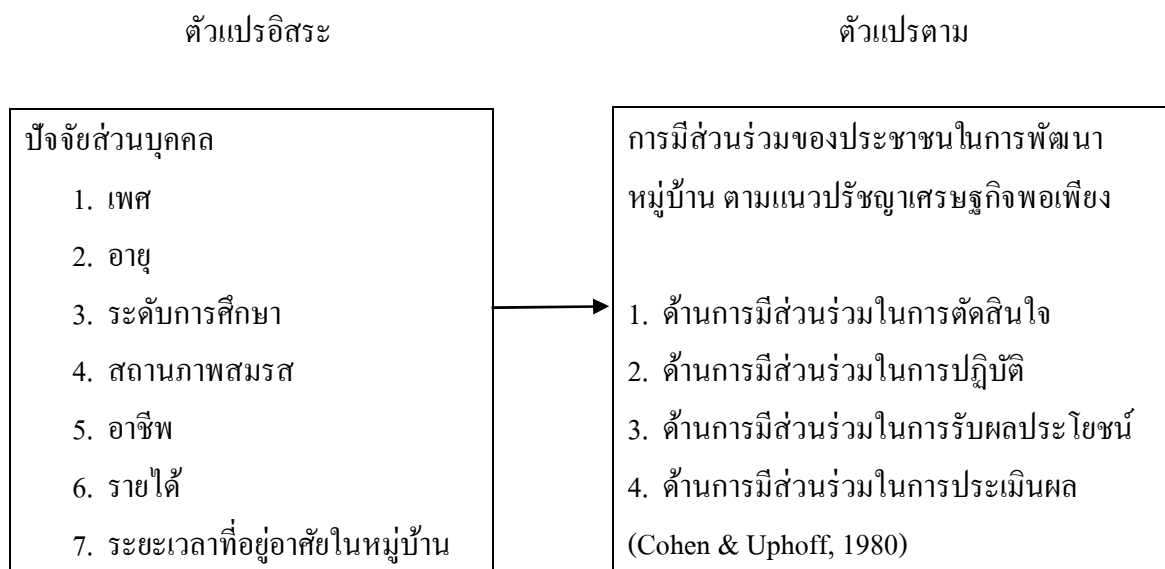 ตัวแปรอิสระ
ตัวแปรตาม
ปัจจัยส่วนบุคคล
1. เพศ
2. อายุ
3. ระดับการศึกษา
4. สถานภาพสมรส
5. อาชีพ
6. รายได้
7. ระยะเวลาที่อยู่อาศัยในหมู่บ้าน
การมีส่วนร่วมของประชาชนในการพัฒนา
หมู่บ้าน ตามแนวปรัชญาเศรษฐกิจพอเพียง
1. ด้านการมีส่วนร่วมในการตัดสินใจ
2. ด้านการมีส่วนร่วมในการปฏิบัติ
3. ด้านการมีส่วนร่วมในการรับผลประโยชน์
4. ด้านการมีส่วนร่วมในการประเมินผล
(Cohen & Uphoff, 1980)